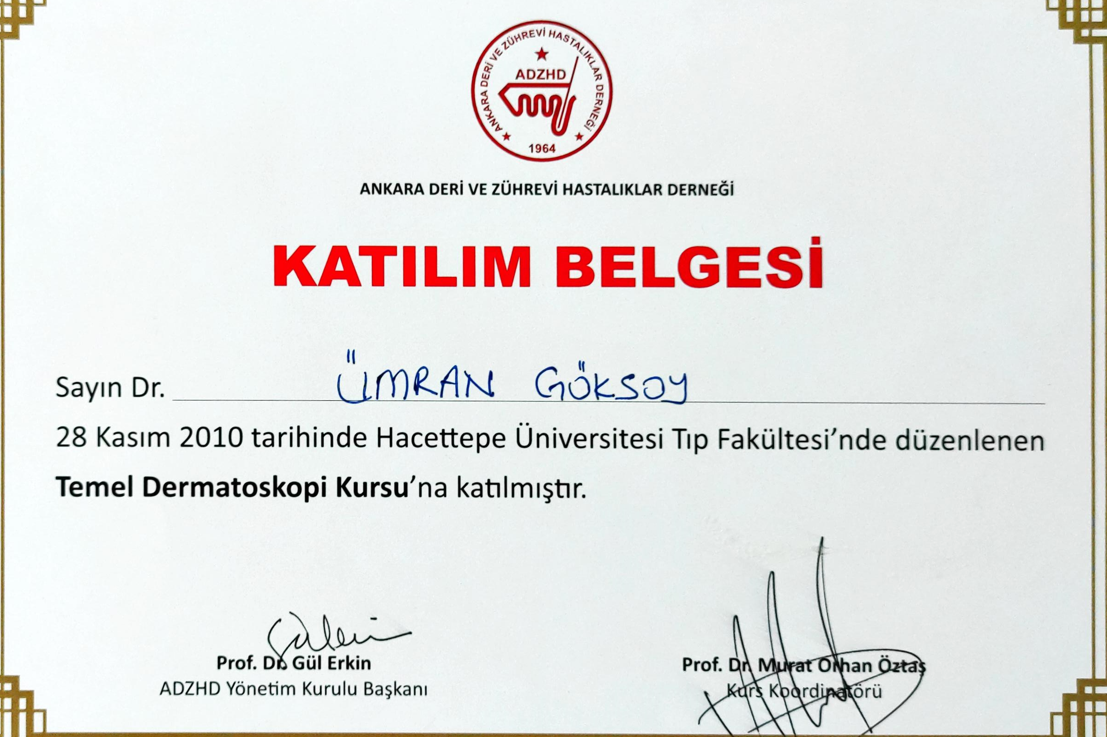 ANKARA DERİ VE ZÜHREVİ HASTALIKLAR DERNEĞİ
ADZHD
1964
ANKARA DERİ VE ZÜHREVİ HASTALIKLAR DERNEĞİ
KATILIM BELGESİ
Sayın Dr. ÜMRAN GÖKSOY
28 Kasım 2010 tarihinde Hacettepe Üniversitesi Tıp Fakültesi’nde düzenlenen
Temel Dermatoskopi Kursu’na katılmıştır.
Prof. Dr. Gül Erkin
ADZHD Yönetim Kurulu Başkanı
Prof. Dr. Murat Orhan Öztaş
Kurs Koordinatörü